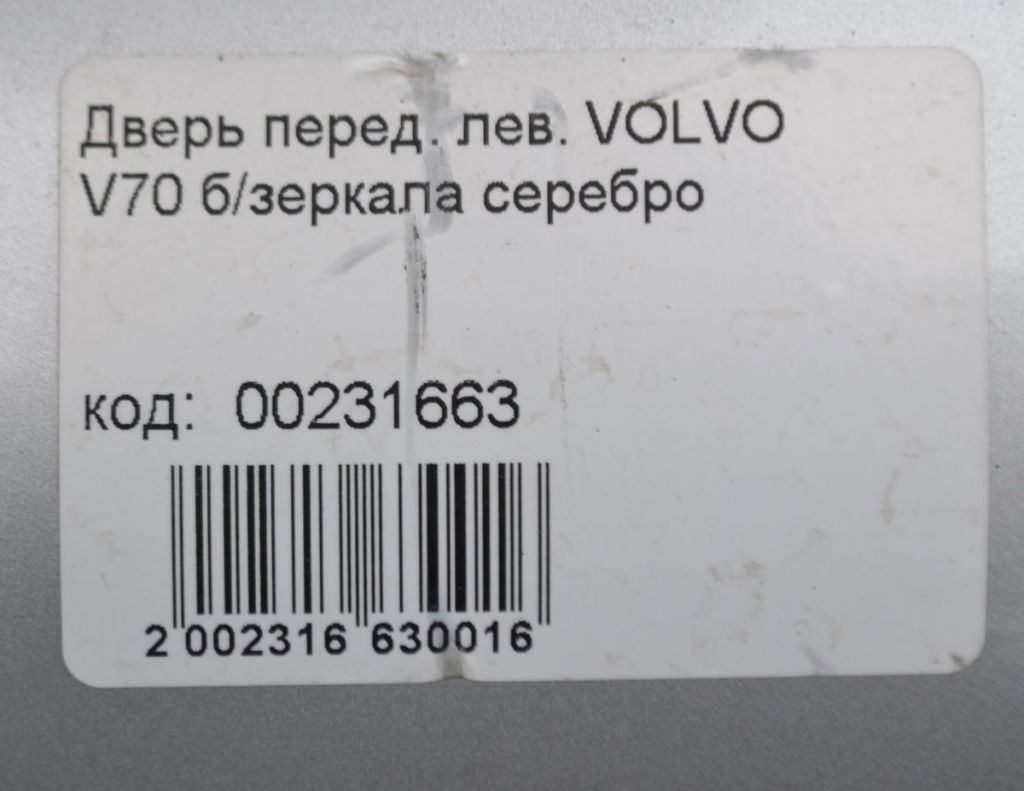 Дверь перед. лев. VOLVO
V70 б/зеркала серебро
код: 00231663
2 002316 630016